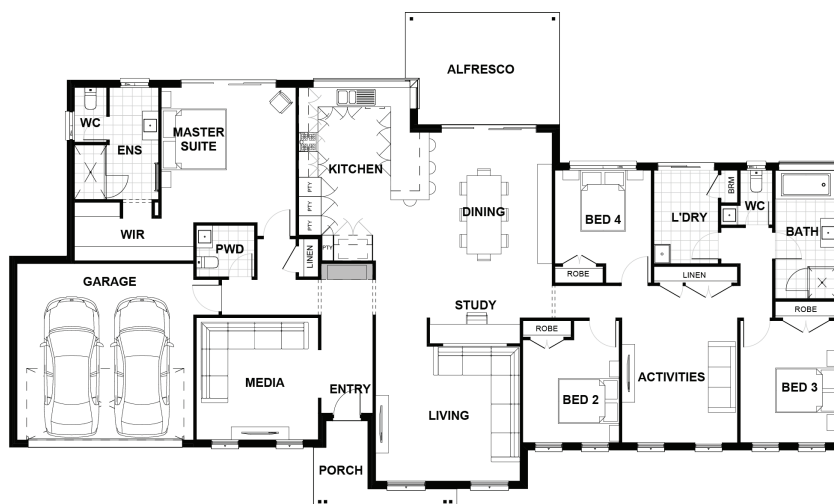 ALFRESCO
WC
ENS
MASTER
SUITE
KITCHEN
PTY
PTY
PTY
PTY
DINING
BED 4
ROBE
L'DRY
BRM
WC
BATH
WIR
PWD
LINEN
LINEN
GARAGE
STUDY
ROBE
ROBE
MEDIA
ENTRY
LIVING
BED 2
ACTIVITIES
BED 3
PORCH